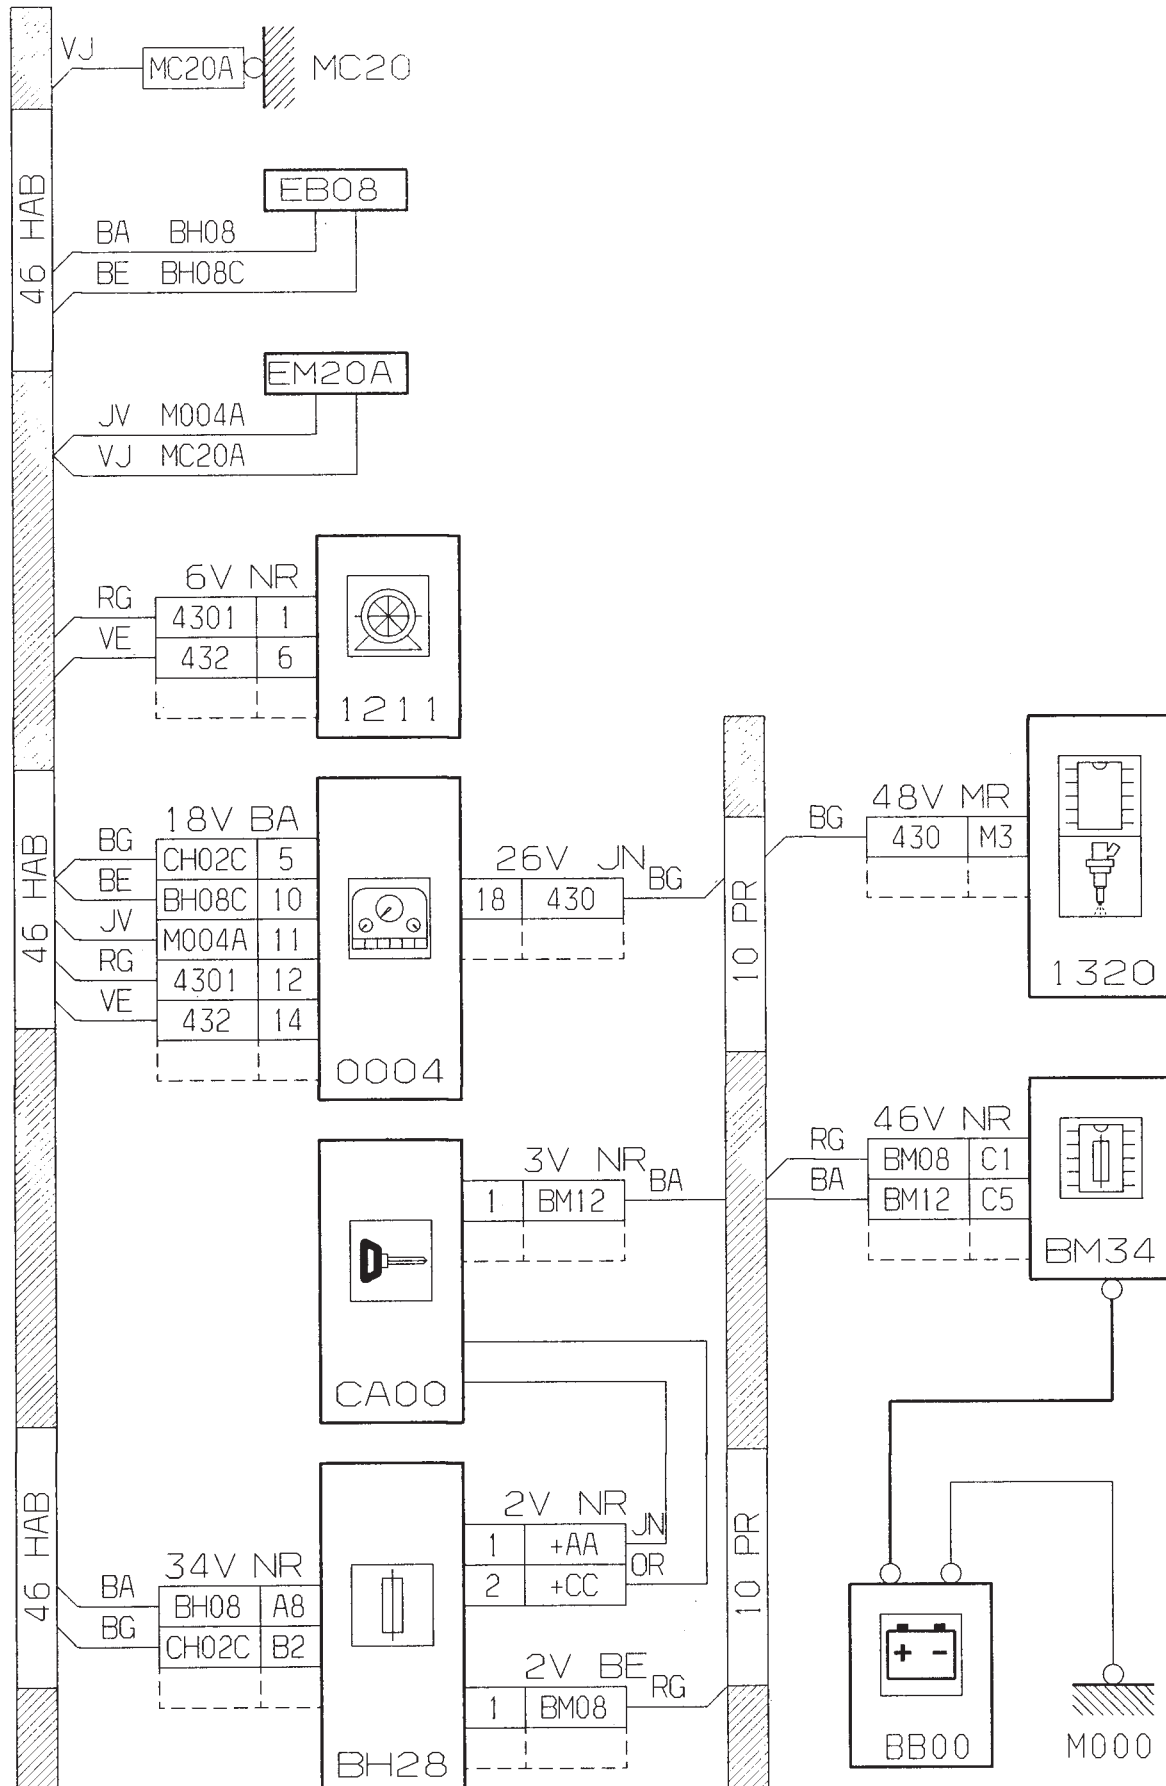 VJ
MC20A
MC20
46 HAB
EB08
BA BH08
BE BH08C
EM20A
JV M004A
VJ MC20A
6V NR
RG 4301 1
VE 432 6
1211
46 HAB
18V BA
BG CH02C 5
BE BH08C 10
JV M004A 11
RG 4301 12
VE 432 14
0004
26V JN
18 430 BG
10 PR
48V MR
BG 430 M3
1320
3V NR
1 BM12 BA
CA00
46V NR
RG BM08 C1
BA BM12 C5
BM34
46 HAB
34V NR
BA BH08 A8
BG CH02C B2
2V NR
1 +AA JN
2 +CC OR
2V BE
1 BM08 RG
BH28
10 PR
+ -
BB00
M000